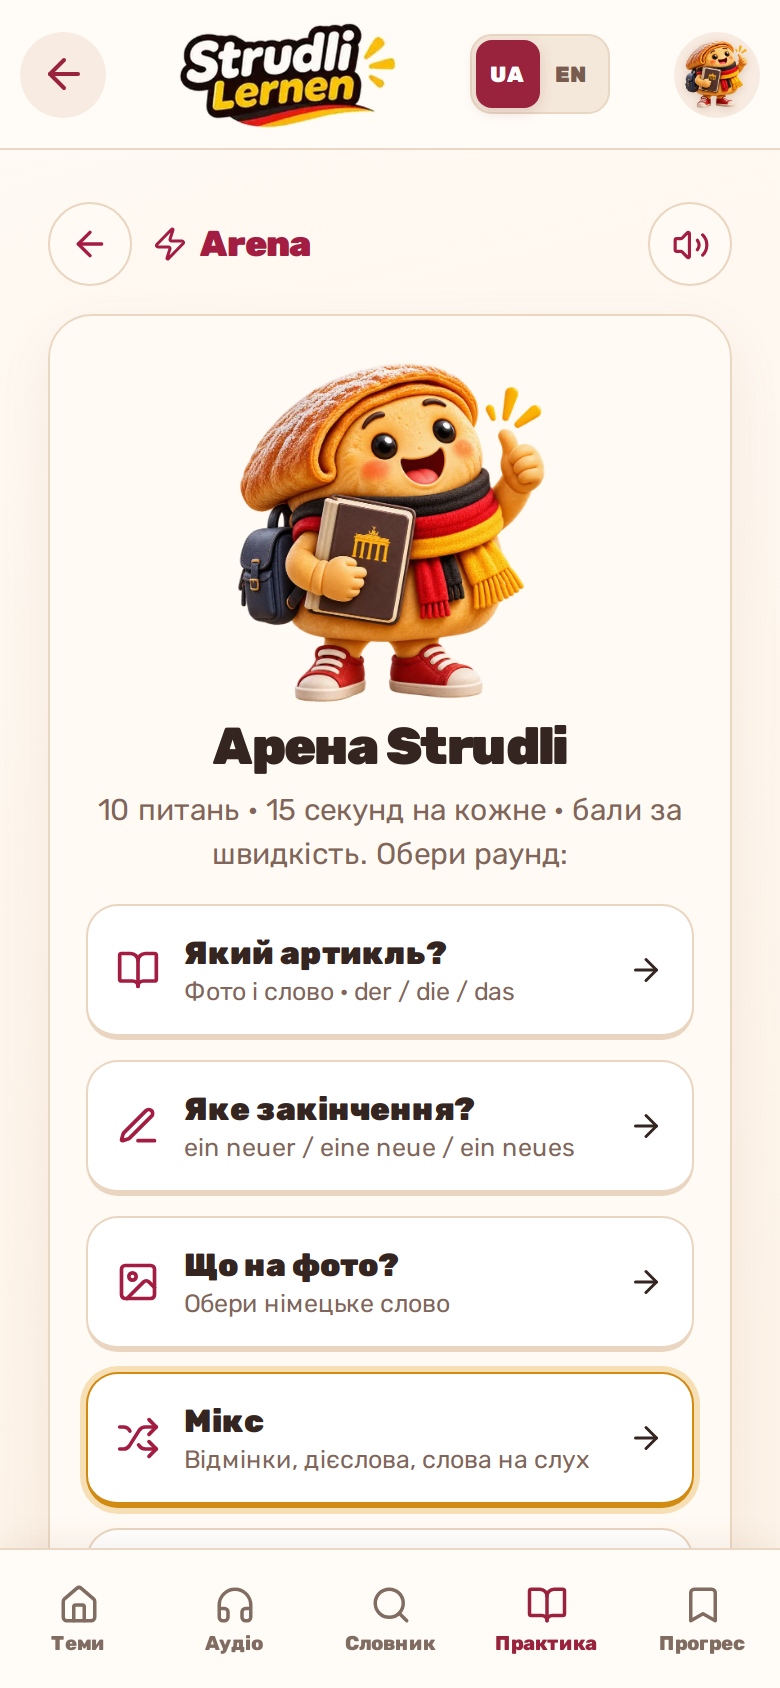 Strudli
Lernen
UA EN
Arena
Арена Strudli
10 питань • 15 секунд на кожне • бали за
швидкість. Обери раунд:
Який артикль?
Фото і слово • der / die / das
Яке закінчення?
ein neuer / eine neue / ein neues
Що на фото?
Обери німецьке слово
Мікс
Відмінки, дієслова, слова на слух
Теми Аудіо Словник Практика Прогрес